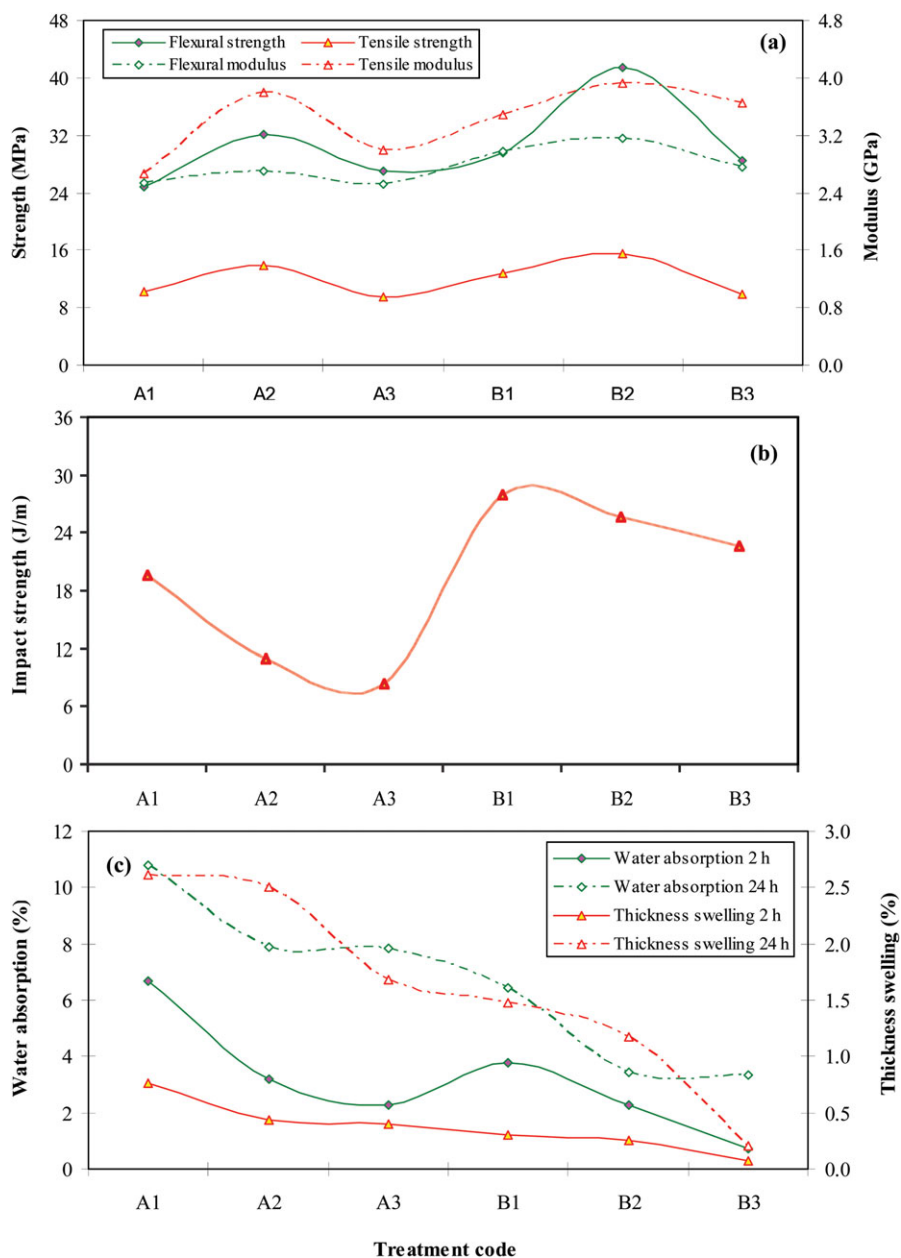 48 4.8
Flexural strength Tensile strength (a)
Flexural modulus Tensile modulus
40 4.0
32 3.2
24 2.4
16 1.6
8 0.8
0 0.0
Strength (MPa)
Modulus (GPa)
A1 A2 A3 B1 B2 B3
36
(b)
30
24
18
12
6
0
Impact strength (J/m)
A1 A2 A3 B1 B2 B3
12 3.0
(c) Water absorption 2 h
10 Water absorption 24 h 2.5
Thickness swelling 2 h
8 Thickness swelling 24 h 2.0
6 1.5
4 1.0
2 0.5
0 0.0
Water absorption (%)
Thickness swelling (%)
A1 A2 A3 B1 B2 B3
Treatment code